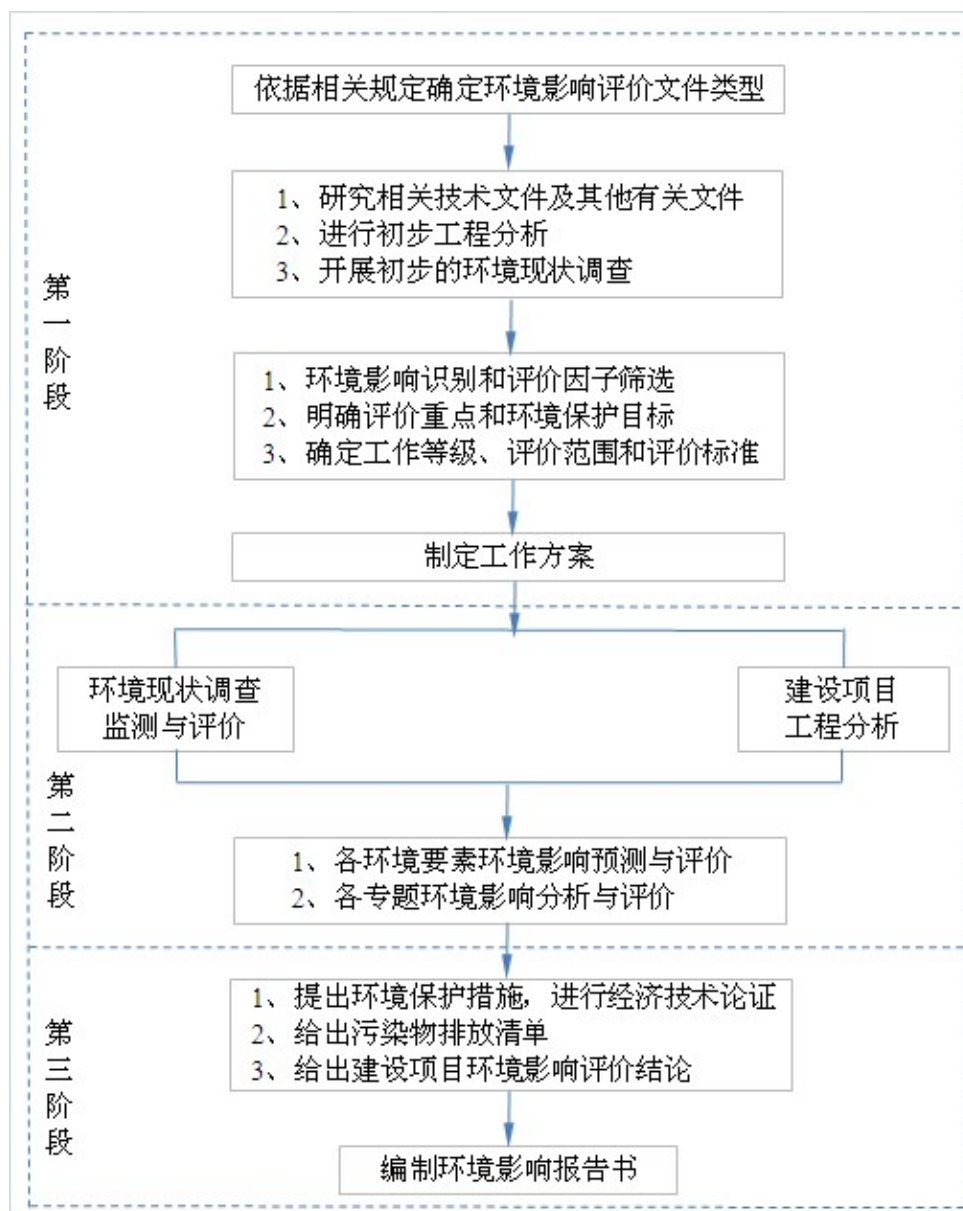 依据相关规定确定环境影响评价文件类型
1、研究相关技术文件及其他有关文件
2、进行初步工程分析
3、开展初步的环境现状调查
第一阶段
1、环境影响识别和评价因子筛选
2、明确评价重点和环境保护目标
3、确定工作等级、评价范围和评价标准
制定工作方案
环境现状调查
监测与评价
建设项目
工程分析
第二阶段
1、各环境要素环境影响预测与评价
2、各专题环境影响分析与评价
第三阶段
1、提出环境保护措施，进行经济技术论证
2、给出污染物排放清单
3、给出建设项目环境影响评价结论
编制环境影响报告书